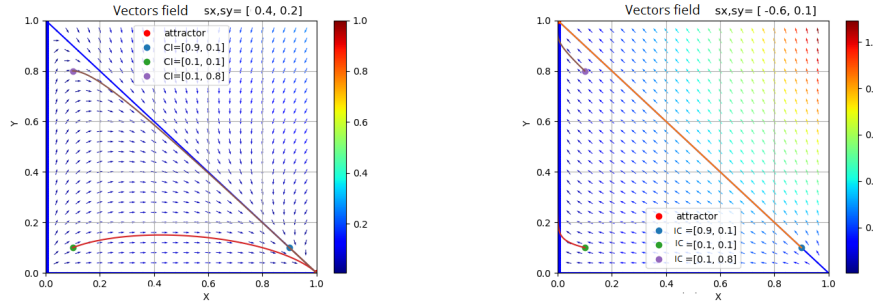 Vectors field sx,sy= [ 0.4, 0.2]
1.0
0.8
0.6
0.4
0.2
0.0
Y
0.0
0.2
0.4
0.6
0.8
1.0
X
attractor
CI=[0.9, 0.1]
CI=[0.1, 0.1]
CI=[0.1, 0.8]
1.0
0.8
0.6
0.4
0.2
Vectors field sx,sy= [ -0.6, 0.1]
1.0
0.8
0.6
0.4
0.2
0.0
Y
0.0
0.2
0.4
0.6
0.8
1.0
X
attractor
IC =[0.9, 0.1]
IC =[0.1, 0.1]
IC =[0.1, 0.8]
1.
0.
0.
0.
0.